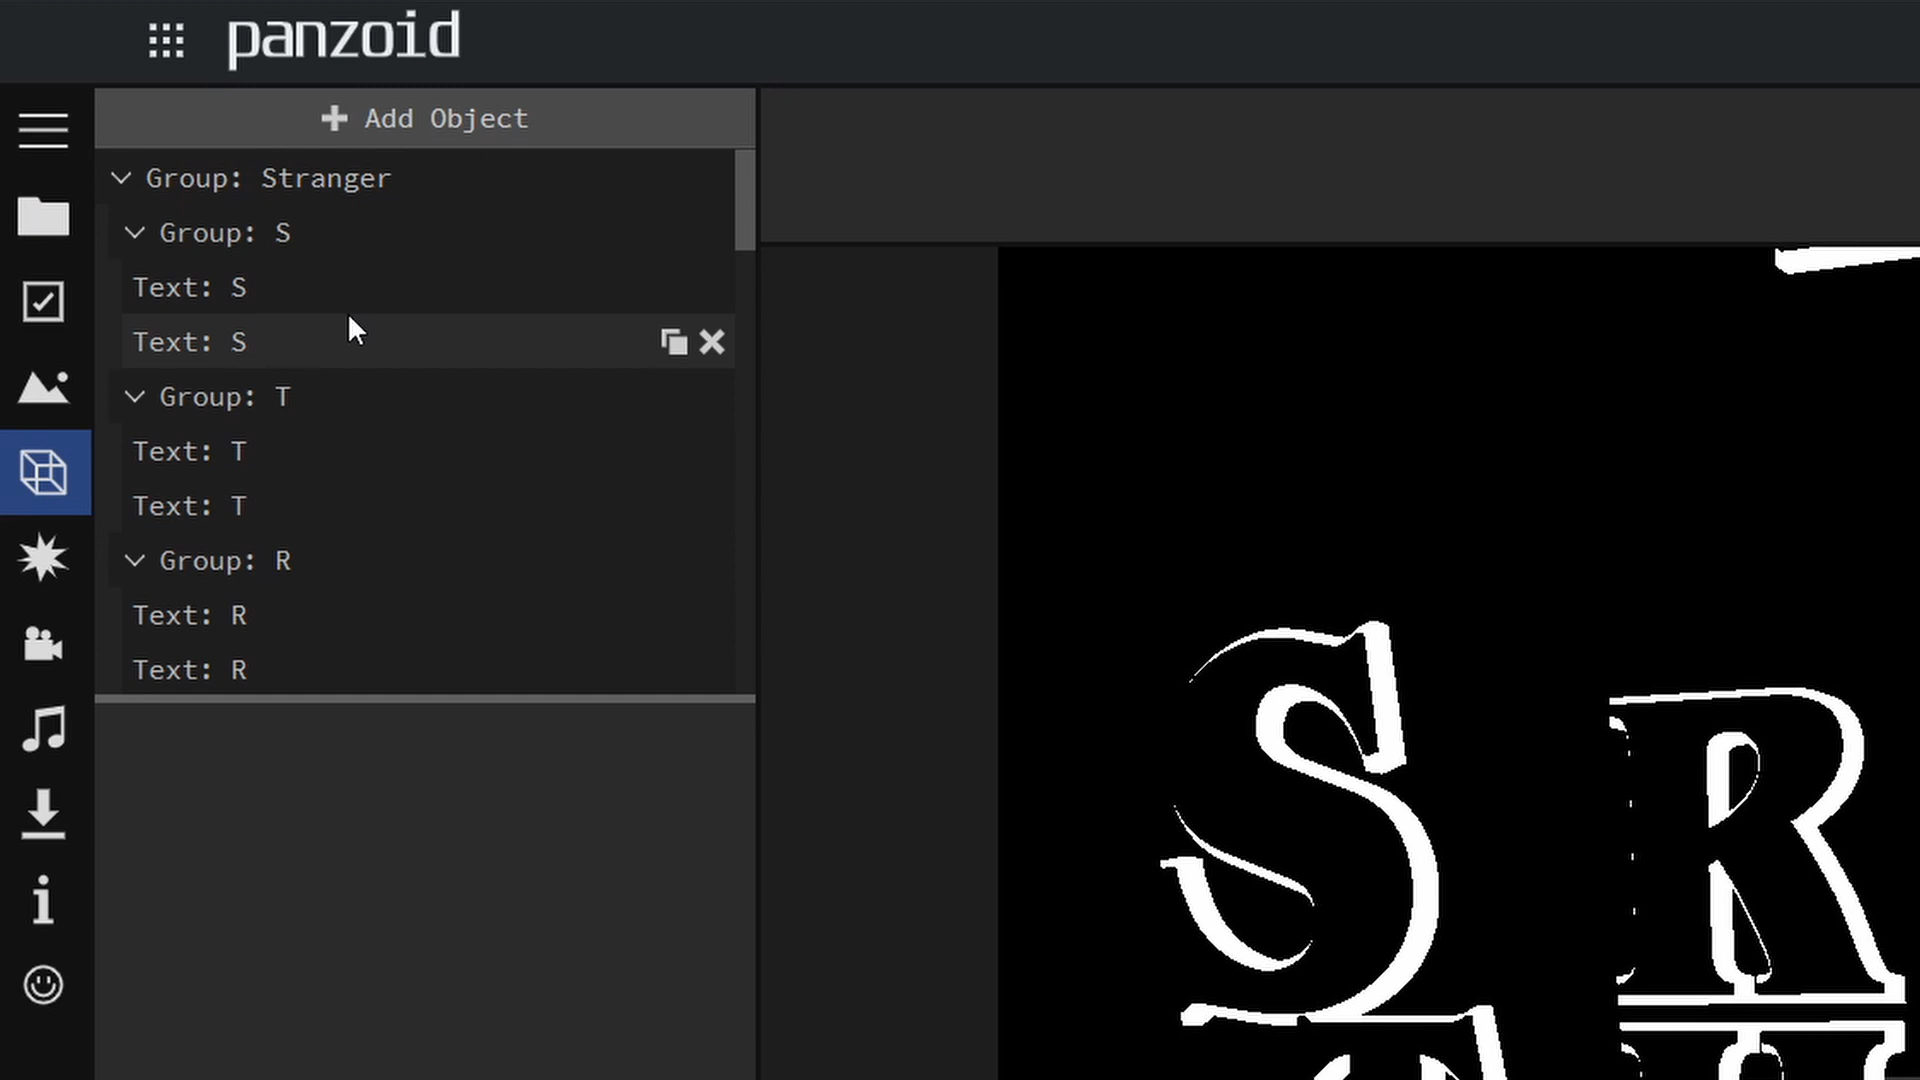 panzoid
Add Object
Group: Stranger
Group: S
Text: S
Text: S
Group: T
Text: T
Text: T
Group: R
Text: R
Text: R
S R